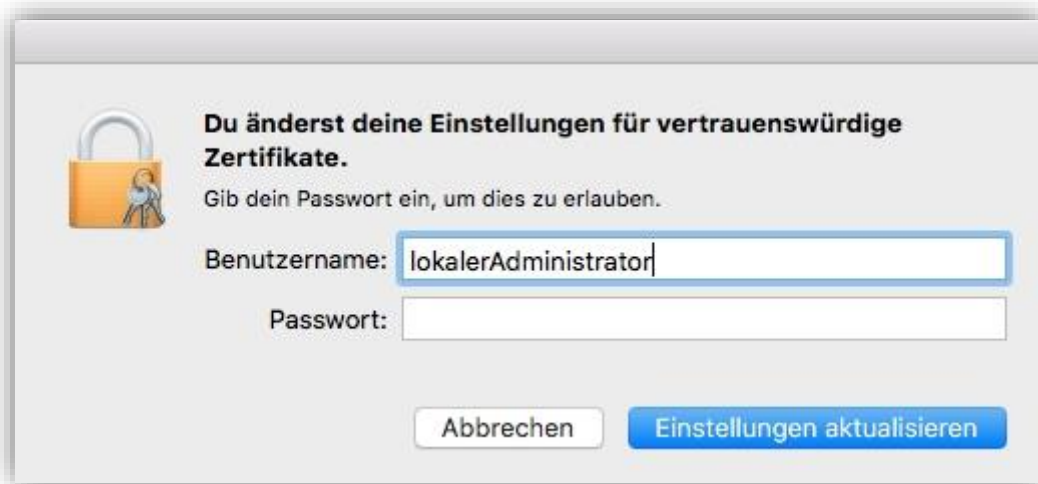 Du änderst deine Einstellungen für vertrauenswürdige
Zertifikate.
Gib dein Passwort ein, um dies zu erlauben.
Benutzername: lokalerAdministrator
Passwort:
Abbrechen Einstellungen aktualisieren